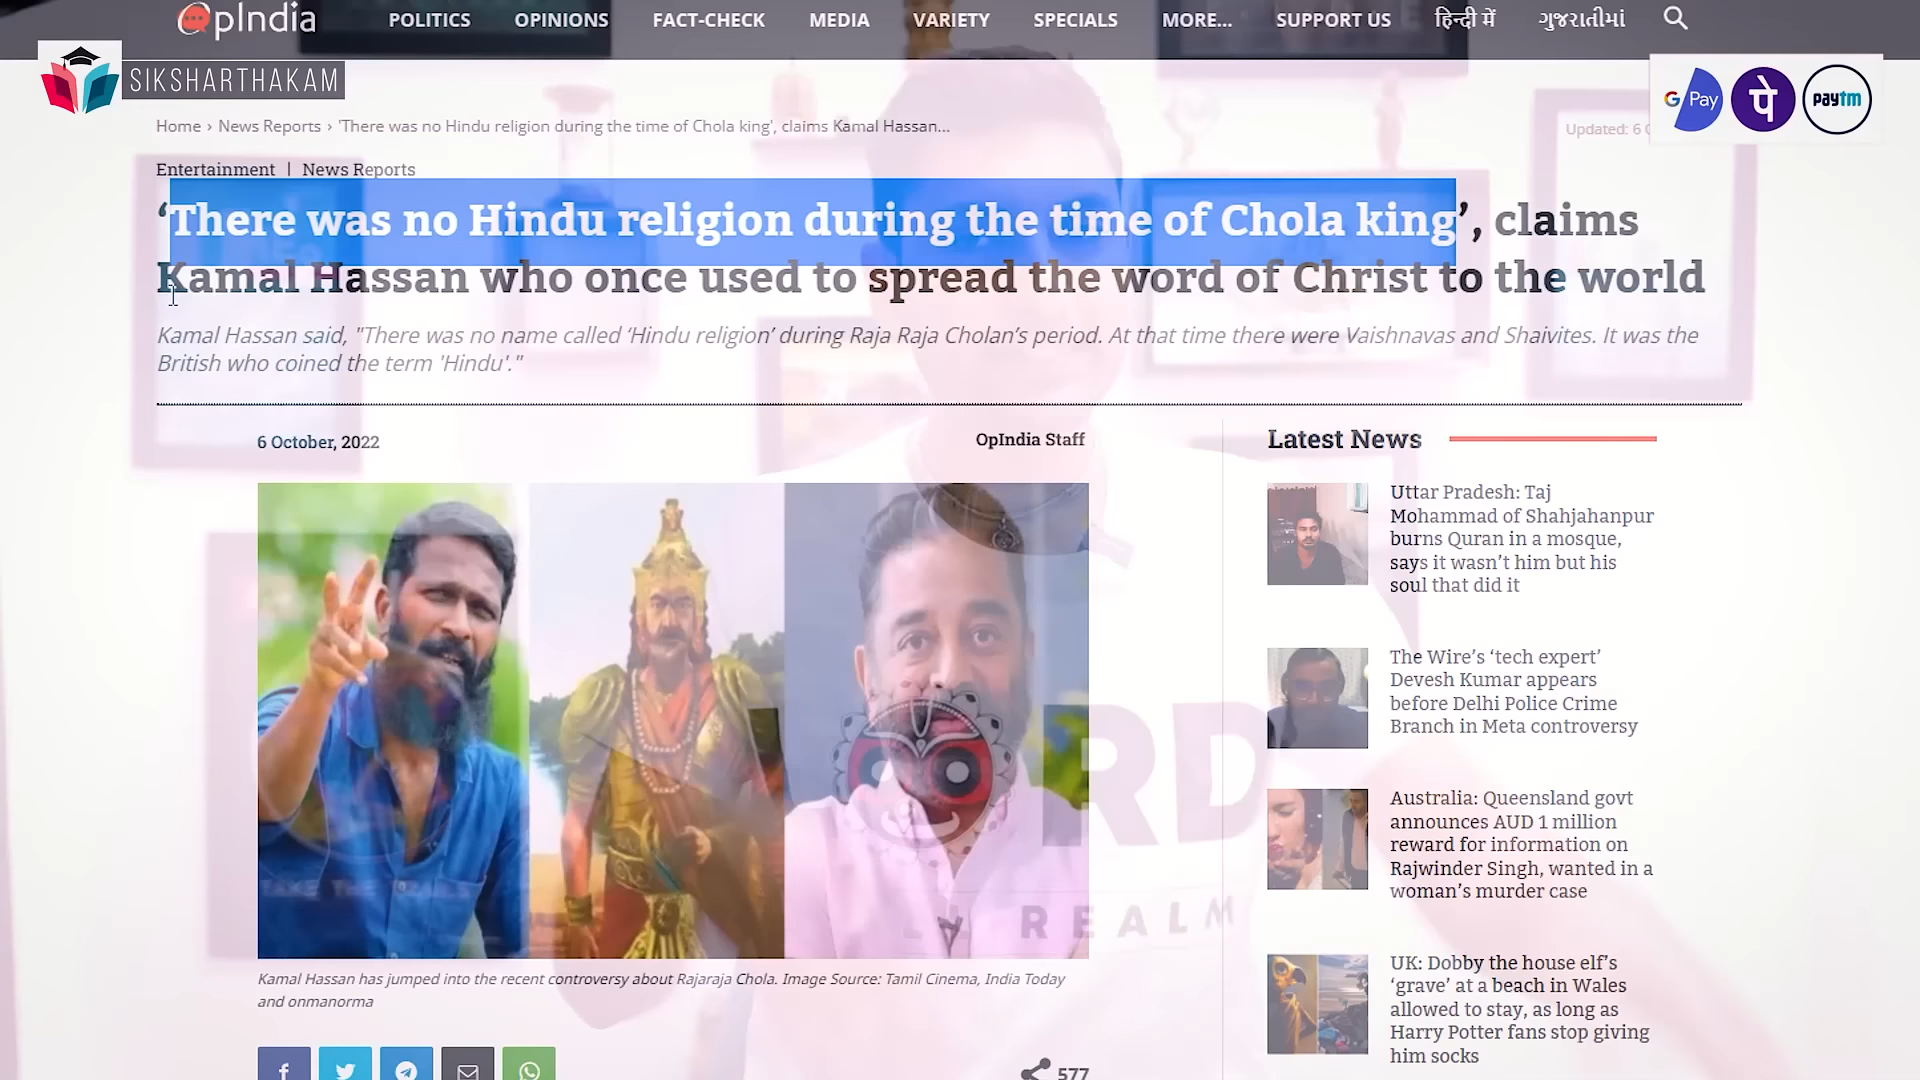 OpIndia
POLITICS OPINIONS FACT-CHECK MEDIA VARIETY SPECIALS MORE... SUPPORT US हिन्दी में ગુજરાતીમાં
SIKSHARTHAKAM
G Pay पे paytm
Home › News Reports › 'There was no Hindu religion during the time of Chola king', claims Kamal Hassan...
Updated: 6
Entertainment | News Reports
‘There was no Hindu religion during the time of Chola king’, claims
Kamal Hassan who once used to spread the word of Christ to the world
Kamal Hassan said, "There was no name called ‘Hindu religion’ during Raja Raja Cholan’s period. At that time there were Vaishnavas and Shaivites. It was the
British who coined the term 'Hindu'."
6 October, 2022
OpIndia Staff
Latest News
Uttar Pradesh: Taj
Mohammad of Shahjahanpur
burns Quran in a mosque,
says it wasn’t him but his
soul that did it
The Wire’s ‘tech expert’
Devesh Kumar appears
before Delhi Police Crime
Branch in Meta controversy
Australia: Queensland govt
announces AUD 1 million
reward for information on
Rajwinder Singh, wanted in a
woman’s murder case
UK: Dobby the house elf’s
‘grave’ at a beach in Wales
allowed to stay, as long as
Harry Potter fans stop giving
him socks
RD
REALM
Kamal Hassan has jumped into the recent controversy about Rajaraja Chola. Image Source: Tamil Cinema, India Today
and onmanorma
577